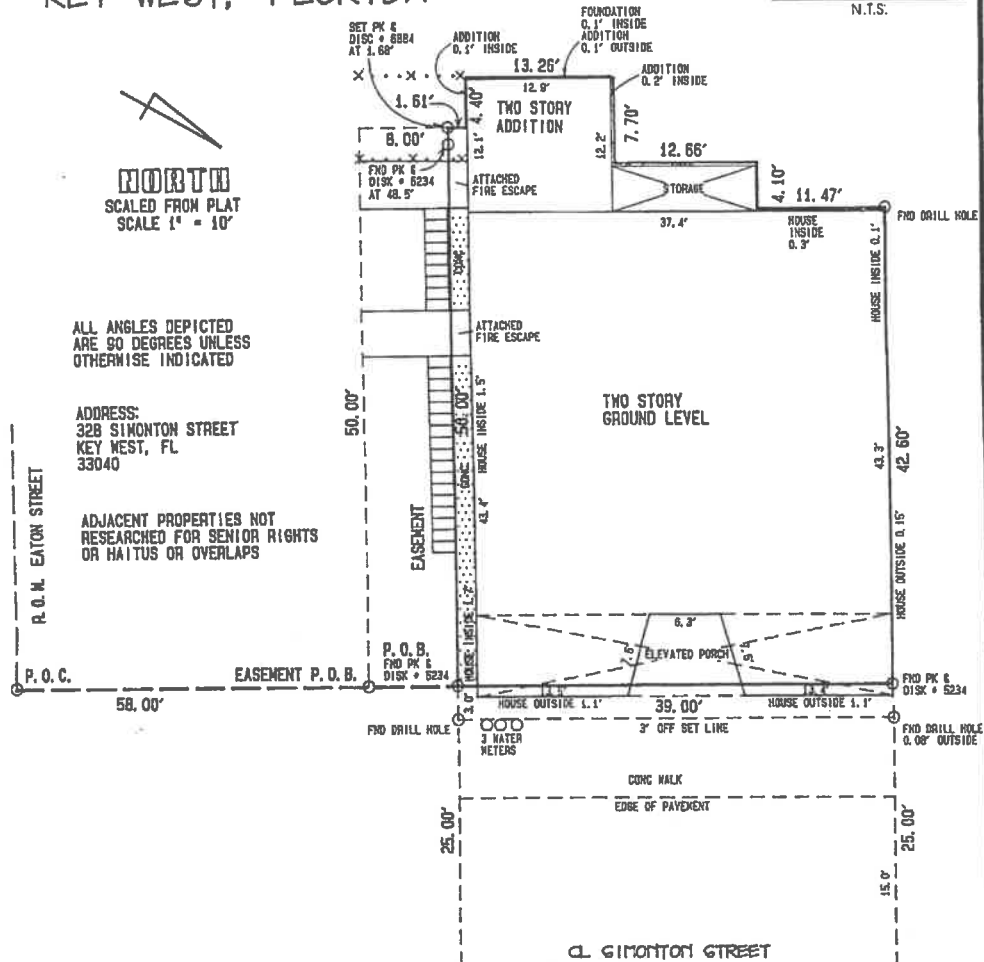 KEY WEST, FLORIDA
N.T.S.
SET PK &
DISC # 6884
AT 1.68'
ADDITION
0.1' INSIDE
FOUNDATION
0.1' INSIDE
ADDITION
0.1' OUTSIDE
13.26'
12.9'
ADDITION
0.2' INSIDE
1.61'
4.40'
TWO STORY
ADDITION
7.70'
8.00'
12.1'
12.2'
12.66'
NORTH
SCALED FROM PLAT
SCALE 1" = 10'
FND PK &
DISK # 5234
AT 48.5'
ATTACHED
FIRE ESCAPE
STORAGE
4.10'
11.47'
37.4'
HOUSE
INSIDE
0.3'
FND DRILL HOLE
CONC
HOUSE INSIDE 0.1'
ALL ANGLES DEPICTED
ARE 90 DEGREES UNLESS
OTHERWISE INDICATED
ATTACHED
FIRE ESCAPE
ADDRESS:
328 SIMONTON STREET
KEY WEST, FL
33040
50.00'
50.00'
HOUSE INSIDE 1.5'
TWO STORY
GROUND LEVEL
43.3'
42.60'
R.O.W. EATON STREET
ADJACENT PROPERTIES NOT
RESEARCHED FOR SENIOR RIGHTS
OR HAITUS OR OVERLAPS
EASEMENT
CONC
43.4'
HOUSE OUTSIDE 0.15'
6.3'
7.6'
ELEVATED PORCH
P.O.C.
EASEMENT P.O.B.
P.O.B.
FND PK &
DISK # 5234
FND PK &
DISK # 5234
58.00'
3.0'
HOUSE OUTSIDE 1.1'
39.00'
HOUSE OUTSIDE 1.1'
FND DRILL HOLE
3 WATER
METERS
3' OFF SET LINE
FND DRILL HOLE
0.08' OUTSIDE
CONC WALK
EDGE OF PAVEMENT
25.00'
25.00'
15.0'
CL SIMONTON STREET